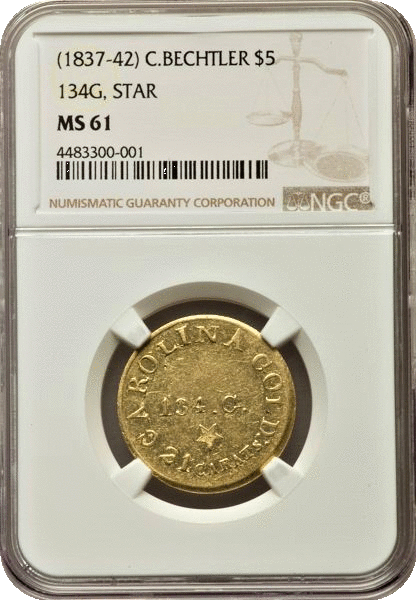 (1837-42) C.BECHTLER $5
134G, STAR
MS 61
4483300-001
NUMISMATIC GUARANTY CORPORATION NGC®
CAROLINA GOLD.
134.G.
21 CARATS.